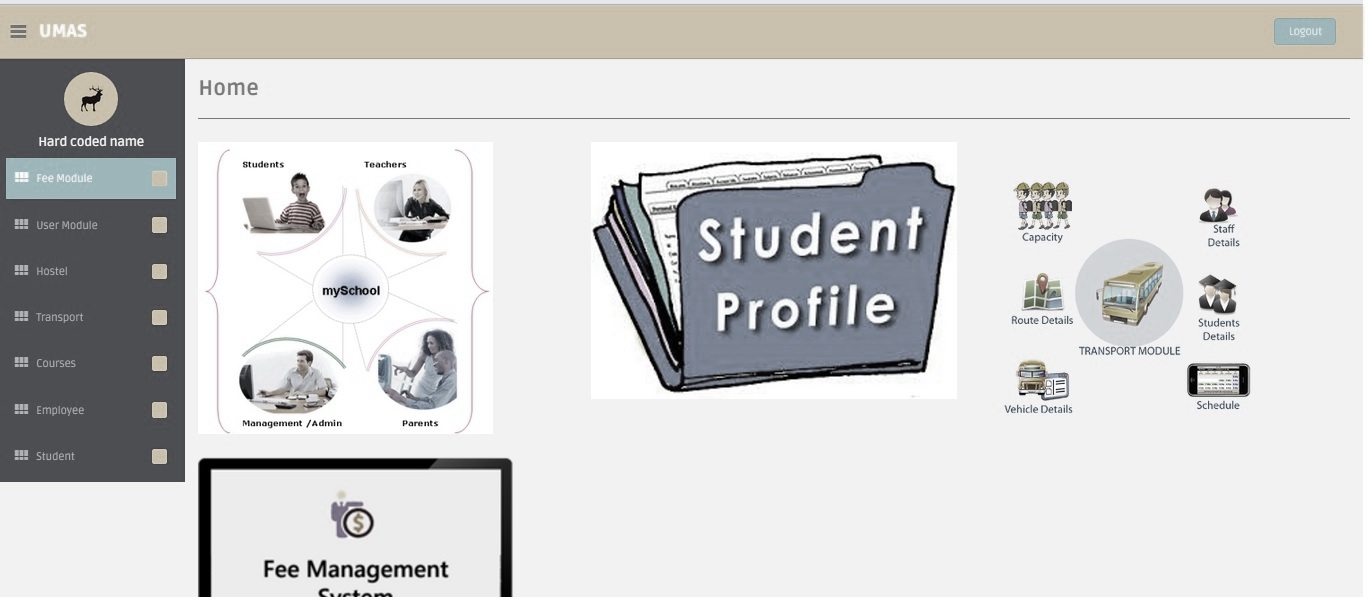 UMAS
Logout
Hard coded name
Fee Module
User Module
Hostel
Transport
Courses
Employee
Student
Home
Students
Teachers
mySchool
Management /Admin
Parents
Student
Profile
Capacity
Staff
Details
Route Details
Students
Details
TRANSPORT MODULE
Vehicle Details
Schedule
Fee Management
System